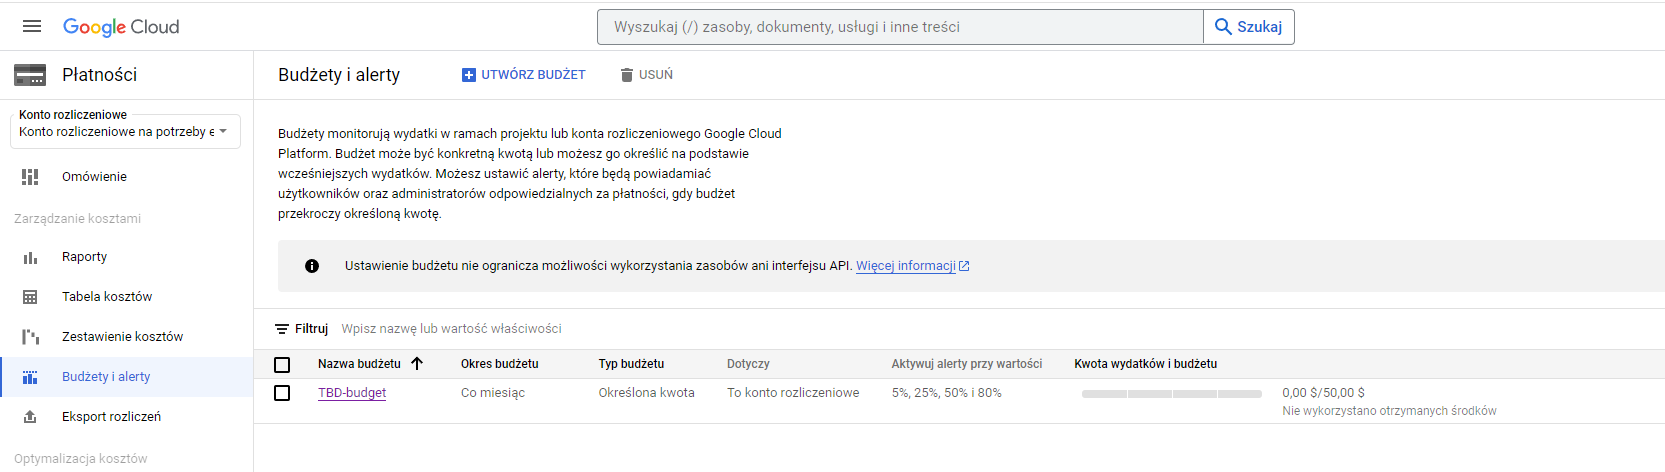 Google Cloud
Wyszukaj (/) zasoby, dokumenty, usługi i inne treści
Szukaj
Płatności
Budżety i alerty
UTWÓRZ BUDŻET
USUŃ
Konto rozliczeniowe
Konto rozliczeniowe na potrzeby e
Omówienie
Zarządzanie kosztami
Raporty
Tabela kosztów
Zestawienie kosztów
Budżety i alerty
Eksport rozliczeń
Optymalizacja kosztów
Budżety monitorują wydatki w ramach projektu lub konta rozliczeniowego Google Cloud
Platform. Budżet może być konkretną kwotą lub możesz go określić na podstawie
wcześniejszych wydatków. Możesz ustawić alerty, które będą powiadamiać
użytkowników oraz administratorów odpowiedzialnych za płatności, gdy budżet
przekroczy określoną kwotę.
Ustawienie budżetu nie ogranicza możliwości wykorzystania zasobów ani interfejsu API. Więcej informacji
Filtruj Wpisz nazwę lub wartość właściwości
Nazwa budżetu Okres budżetu Typ budżetu Dotyczy Aktywuj alerty przy wartości Kwota wydatków i budżetu
TBD-budget Co miesiąc Określona kwota To konto rozliczeniowe 5%, 25%, 50% i 80% 0,00 $/50,00 $
Nie wykorzystano otrzymanych środków